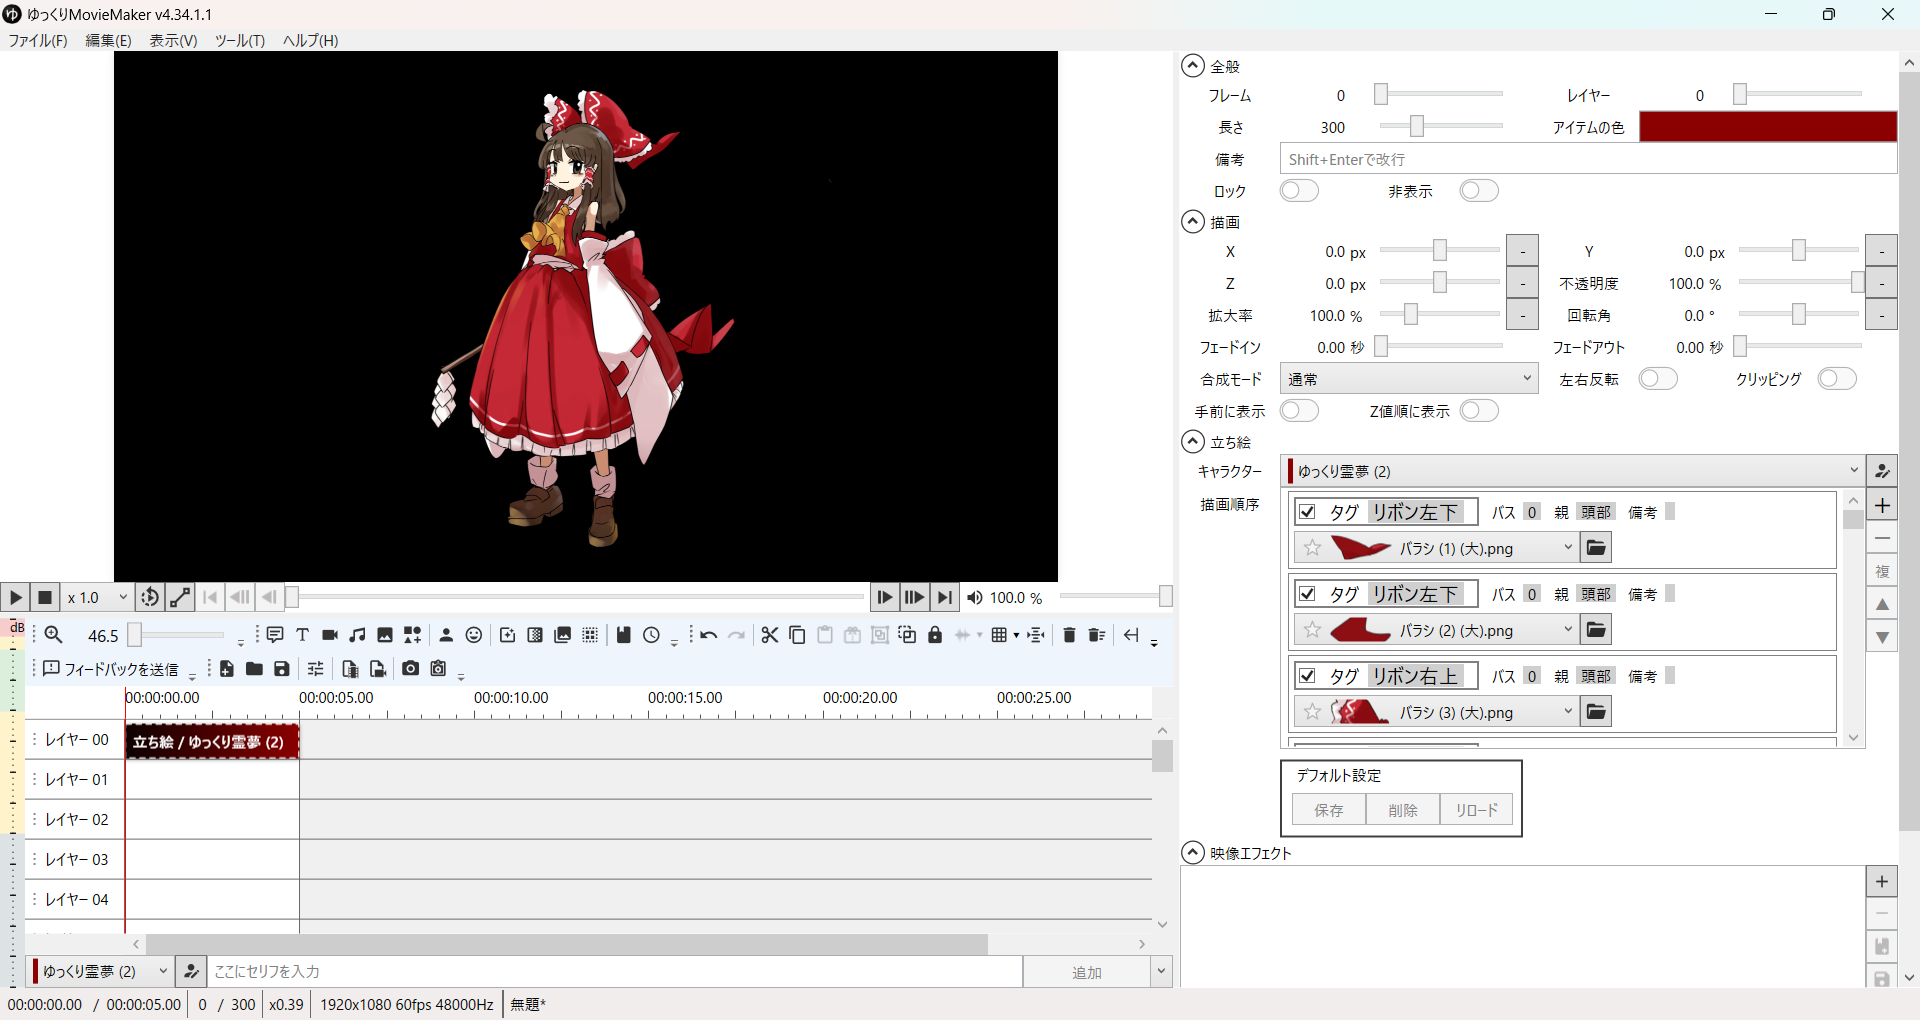 ゆっくりMovieMaker v4.34.1.1
ファイル(F) 編集(E) 表示(V) ツール(T) ヘルプ(H)
全般
フレーム 0 レイヤー 0
長さ 300 アイテムの色
備考 Shift+Enterで改行
ロック 非表示
描画
X 0.0 px - Y 0.0 px -
Z 0.0 px - 不透明度 100.0 % -
拡大率 100.0 % - 回転角 0.0 ° -
フェードイン 0.00 秒 フェードアウト 0.00 秒
合成モード 通常 左右反転 クリッピング
手前に表示 Z値順に表示
立ち絵
キャラクター ゆっくり霊夢 (2)
描画順序
タグ リボン左下 パス 0 親 頭部 備考
バラシ (1) (大).png
複
タグ リボン左下 パス 0 親 頭部 備考
バラシ (2) (大).png
タグ リボン右上 パス 0 親 頭部 備考
バラシ (3) (大).png
デフォルト設定
保存 削除 リロード
映像エフェクト
x 1.0 100.0 %
dB 46.5
フィードバックを送信
00:00:00.00 00:00:05.00 00:00:10.00 00:00:15.00 00:00:20.00 00:00:25.00
レイヤー 00 立ち絵 / ゆっくり霊夢 (2)
レイヤー 01
レイヤー 02
レイヤー 03
レイヤー 04
ゆっくり霊夢 (2) ここにセリフを入力 追加
00:00:00.00 / 00:00:05.00 0 / 300 x0.39 1920x1080 60fps 48000Hz 無題*